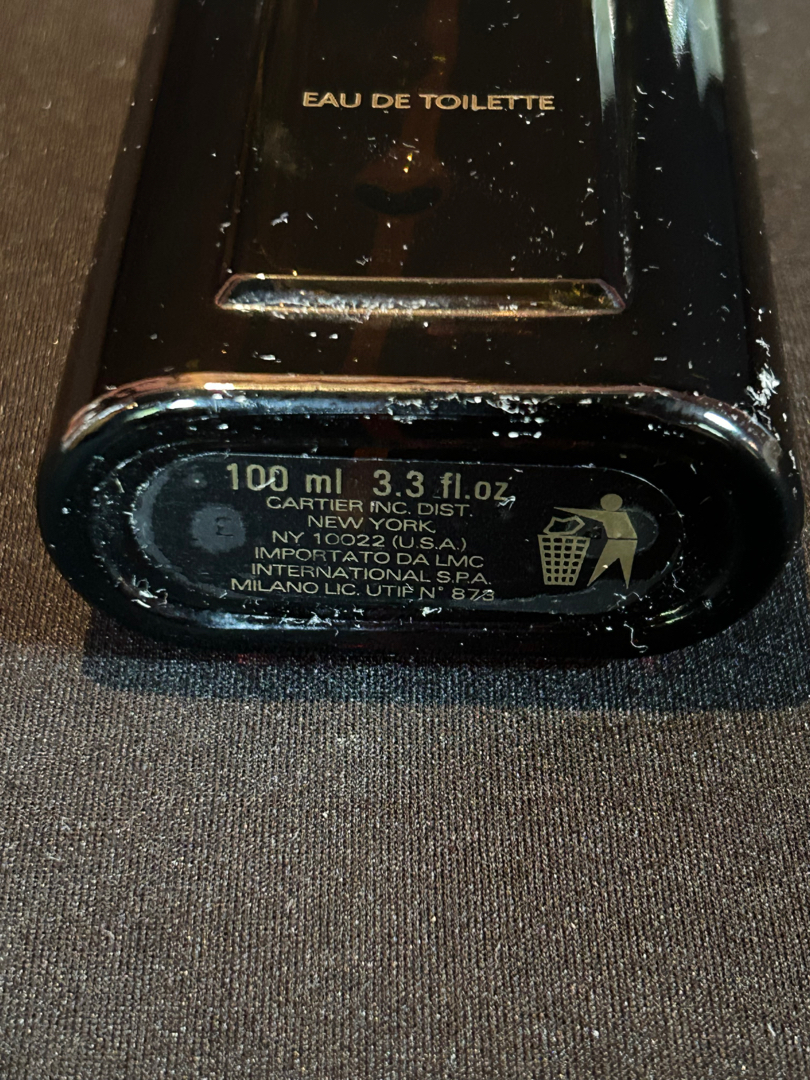 EAU DE TOILETTE
100 ml 3.3 fl.oz
CARTIER INC. DIST.
NEW YORK.
NY 10022 (U.S.A.)
IMPORTATO DA LMC
INTERNATIONAL S.P.A.
MILANO LIC. UTIF N° 873